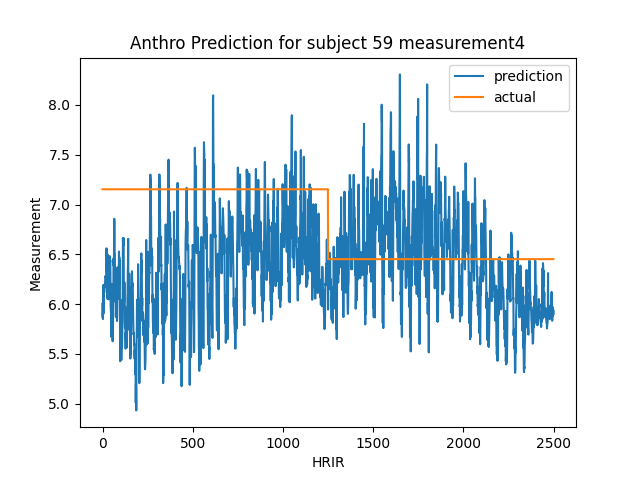 Anthro Prediction for subject 59 measurement4
prediction
actual
8.0
7.5
7.0
6.5
6.0
5.5
5.0
Measurement
0 500 1000 1500 2000 2500
HRIR